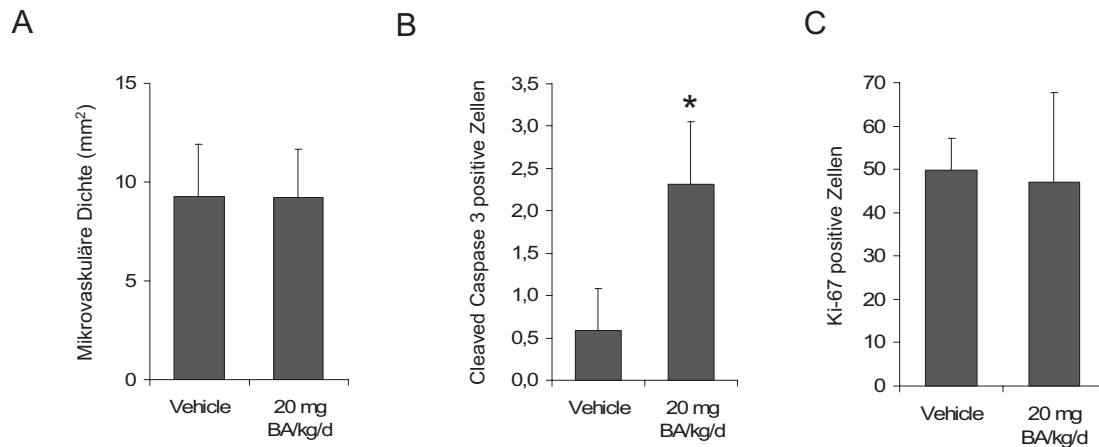 A
Mikrovaskuläre Dichte (mm²)
15
10
5
0
Vehicle
20 mg
BA/kg/d
B
Cleaved Caspase 3 positive Zellen
3,5
3,0
2,5
2,0
1,5
1,0
0,5
0,0
*
Vehicle
20 mg
BA/kg/d
C
Ki-67 positive Zellen
70
60
50
40
30
20
10
0
Vehicle
20 mg
BA/kg/d